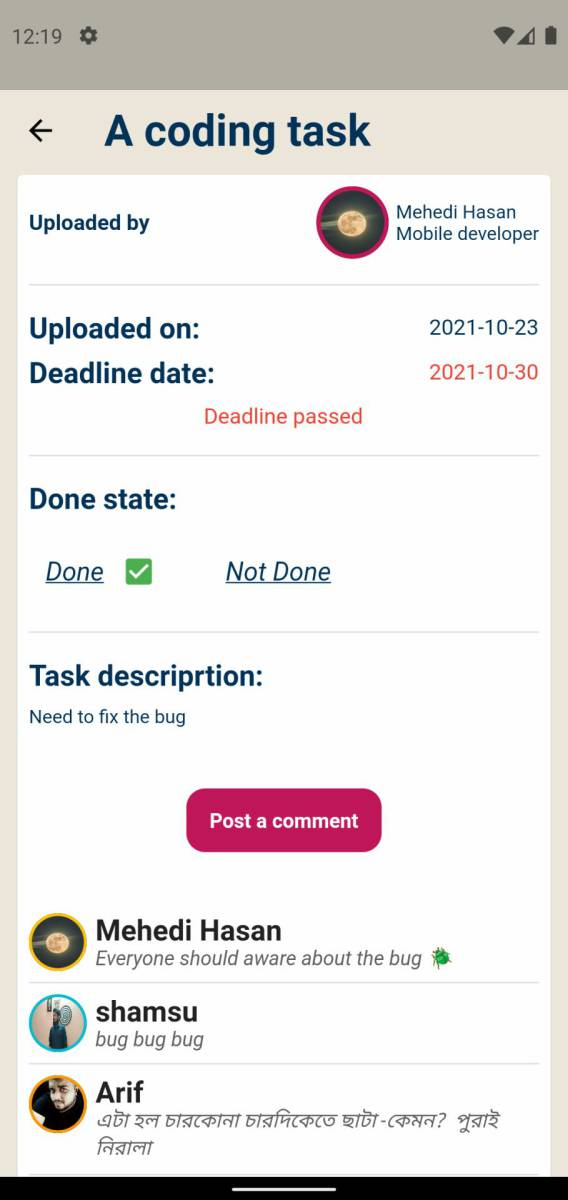 12:19
A coding task
Uploaded by
Mehedi Hasan
Mobile developer
Uploaded on:
2021-10-23
Deadline date:
2021-10-30
Deadline passed
Done state:
Done
Not Done
Task descriprtion:
Need to fix the bug
Post a comment
Mehedi Hasan
Everyone should aware about the bug 🪲
shamsu
bug bug bug
Arif
এটা হল চারকোনা চারদিকেতে ছাটা-কেমন? পুরাই
নিরালা